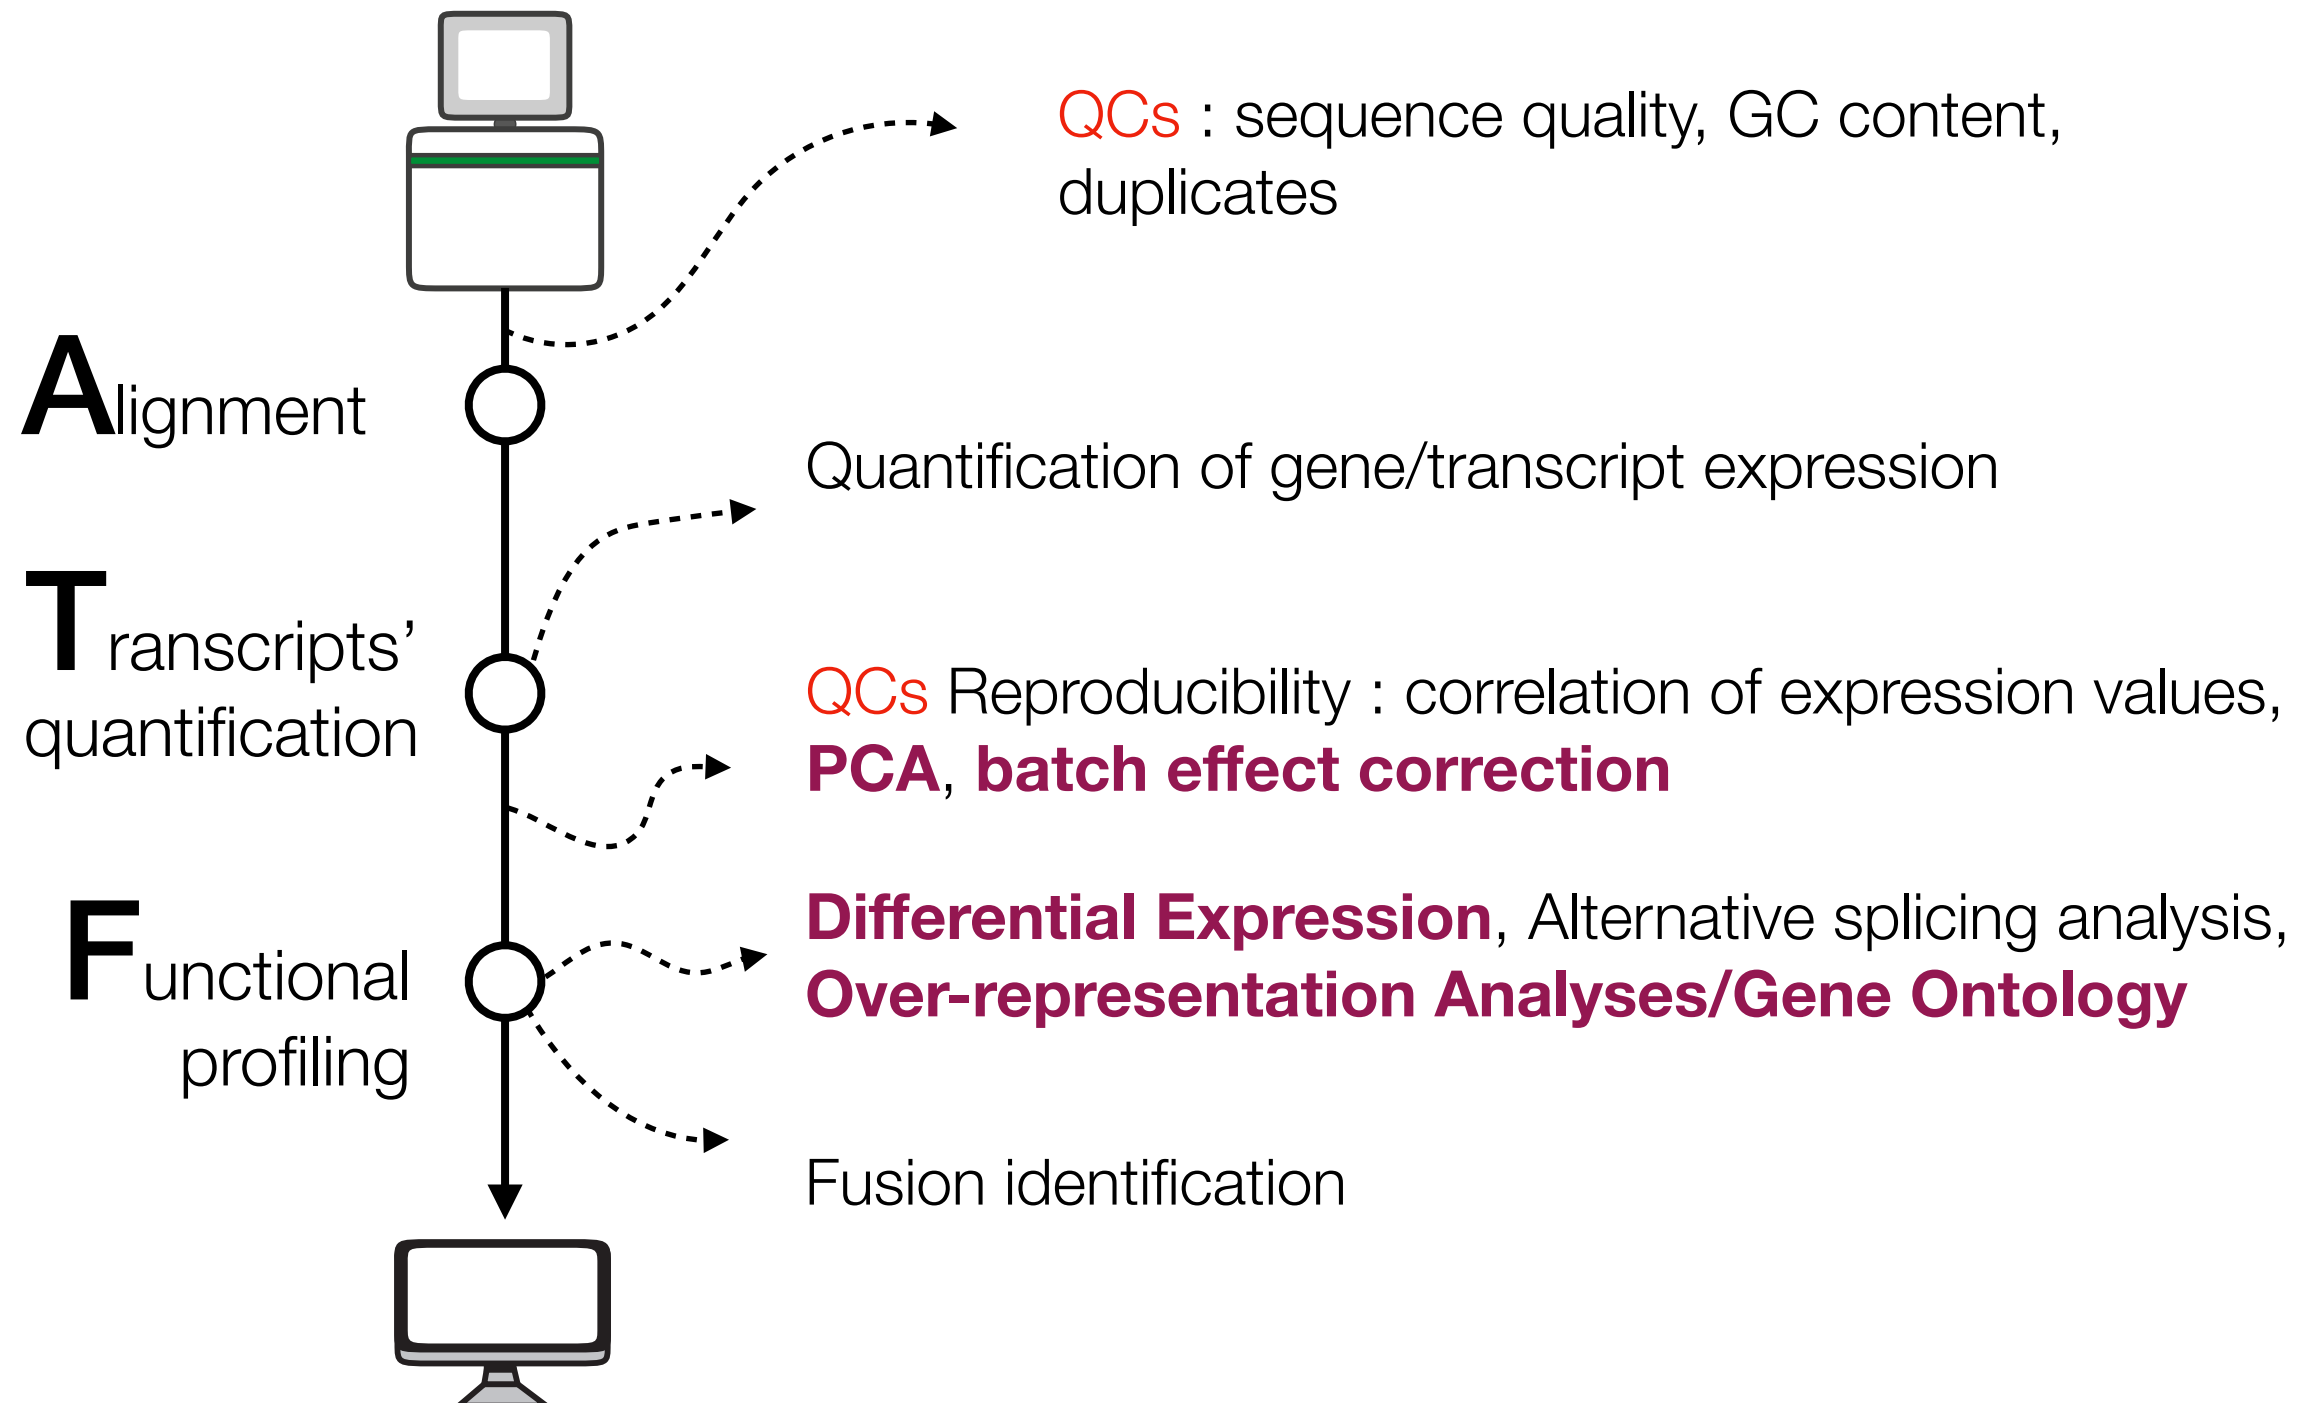 QCs : sequence quality, GC content,
duplicates
Alignment
Quantification of gene/transcript expression
Transcripts’
quantification
QCs Reproducibility : correlation of expression values,
PCA, batch effect correction
Functional
profiling
Differential Expression, Alternative splicing analysis,
Over-representation Analyses/Gene Ontology
Fusion identification